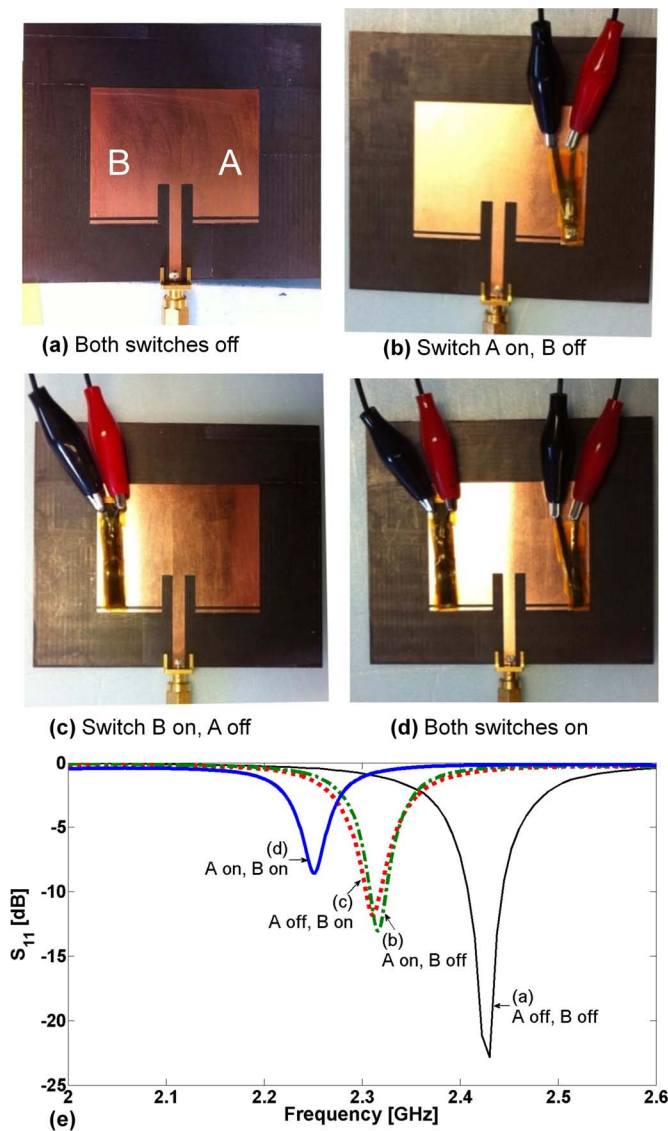 B A
(a) Both switches off
(b) Switch A on, B off
(c) Switch B on, A off
(d) Both switches on
0
-5
-10
-15
-20
-25
S11 [dB]
(d)
A on, B on
(c)
A off, B on
(b)
A on, B off
(a)
A off, B off
2 2.1 2.2 2.3 2.4 2.5 2.6
Frequency [GHz]
(e)